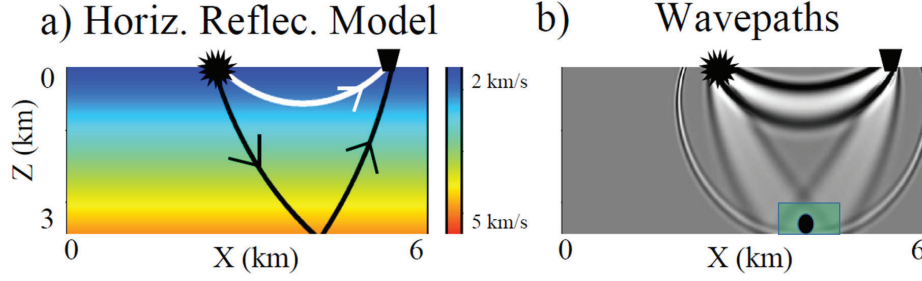 a) Horiz. Reflec. Model
0
Z (km)
3
0
X (km)
6
2 km/s
5 km/s
b) Wavepaths
0
X (km)
6